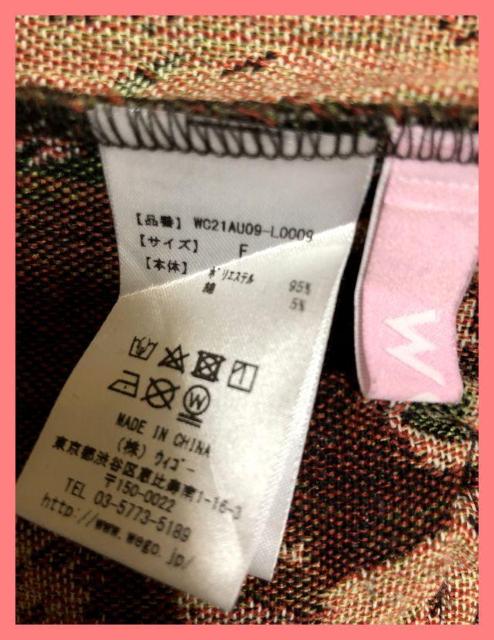 【品番】 WC21AU09-L0009
【サイズ】 F
【本体】 ポリエステル 95%
綿 5%
W
MADE IN CHINA
(株) ウィゴー
東京都渋谷区恵比寿南1-16-3
〒150-0022
TEL 03-5773-5189
http://www.wego.jp/
W